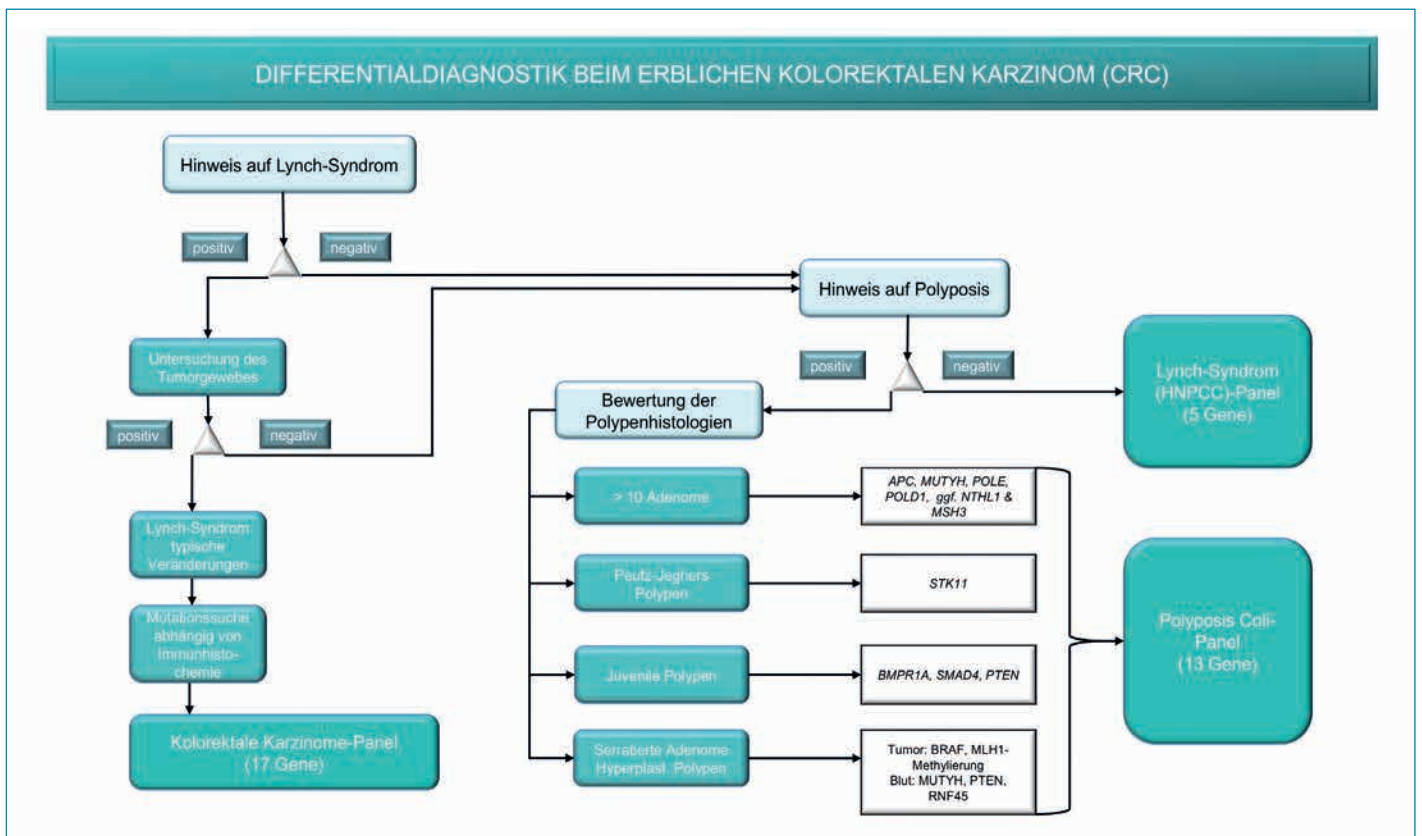 DIFFERENTIALDIAGNOSTIK BEIM ERBLICHEN KOLOREKTALEN KARZINOM (CRC)
Hinweis auf Lynch-Syndrom
positiv
negativ
Untersuchung des
Tumorgewebes
positiv
negativ
Lynch-Syndrom
typische
Veränderungen
Mutationssuche
abhängig von
Immunhisto-
chemie
Kolorektale Karzinome-Panel
(17 Gene)
Hinweis auf Polyposis
positiv
negativ
Bewertung der
Polypenhistologien
> 10 Adenome
APC, MUTYH, POLE,
POLD1, ggf. NTHL1 &
MSH3
Peutz-Jeghers
Polypen
STK11
Juvenile Polypen
BMPR1A, SMAD4, PTEN
Serratierte Adenome
Hyperplast. Polypen
Tumor: BRAF, MLH1-
Methylierung
Blut: MUTYH, PTEN,
RNF45
Lynch-Syndrom
(HNPCC)-Panel
(5 Gene)
Polyposis Coli-
Panel
(13 Gene)